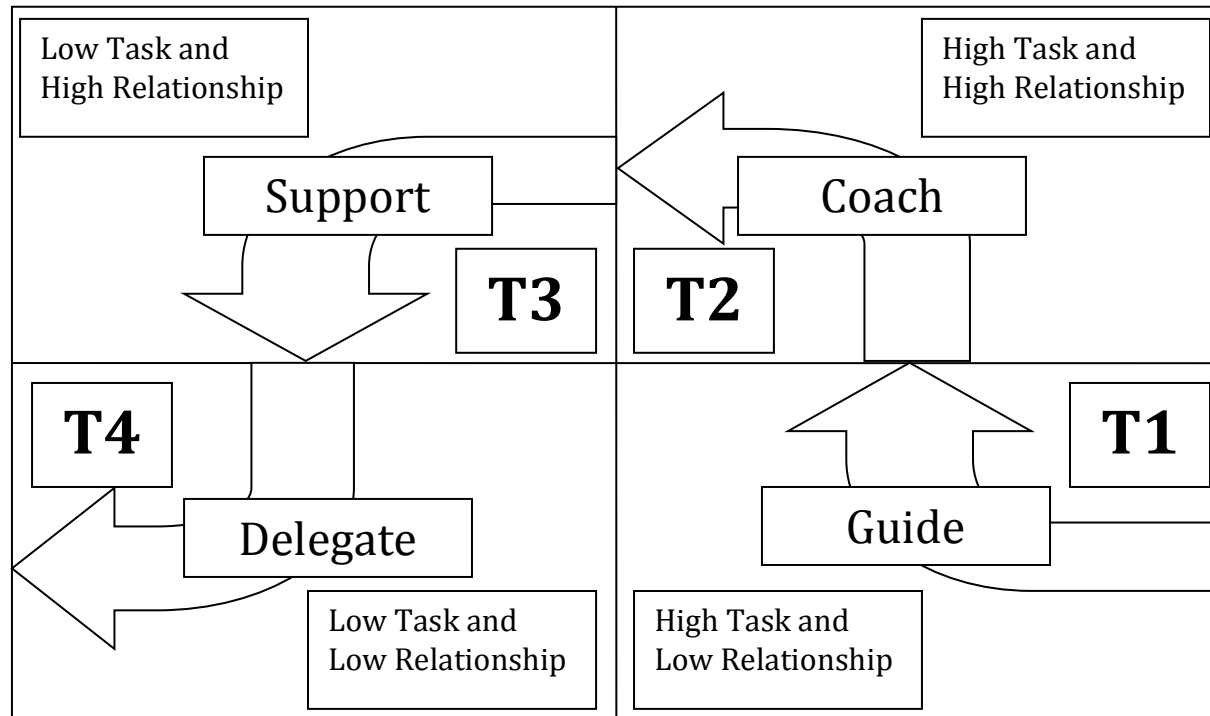 Low Task and
High Relationship
High Task and
High Relationship
Support
Coach
T3
T2
T4
T1
Delegate
Guide
Low Task and
Low Relationship
High Task and
Low Relationship